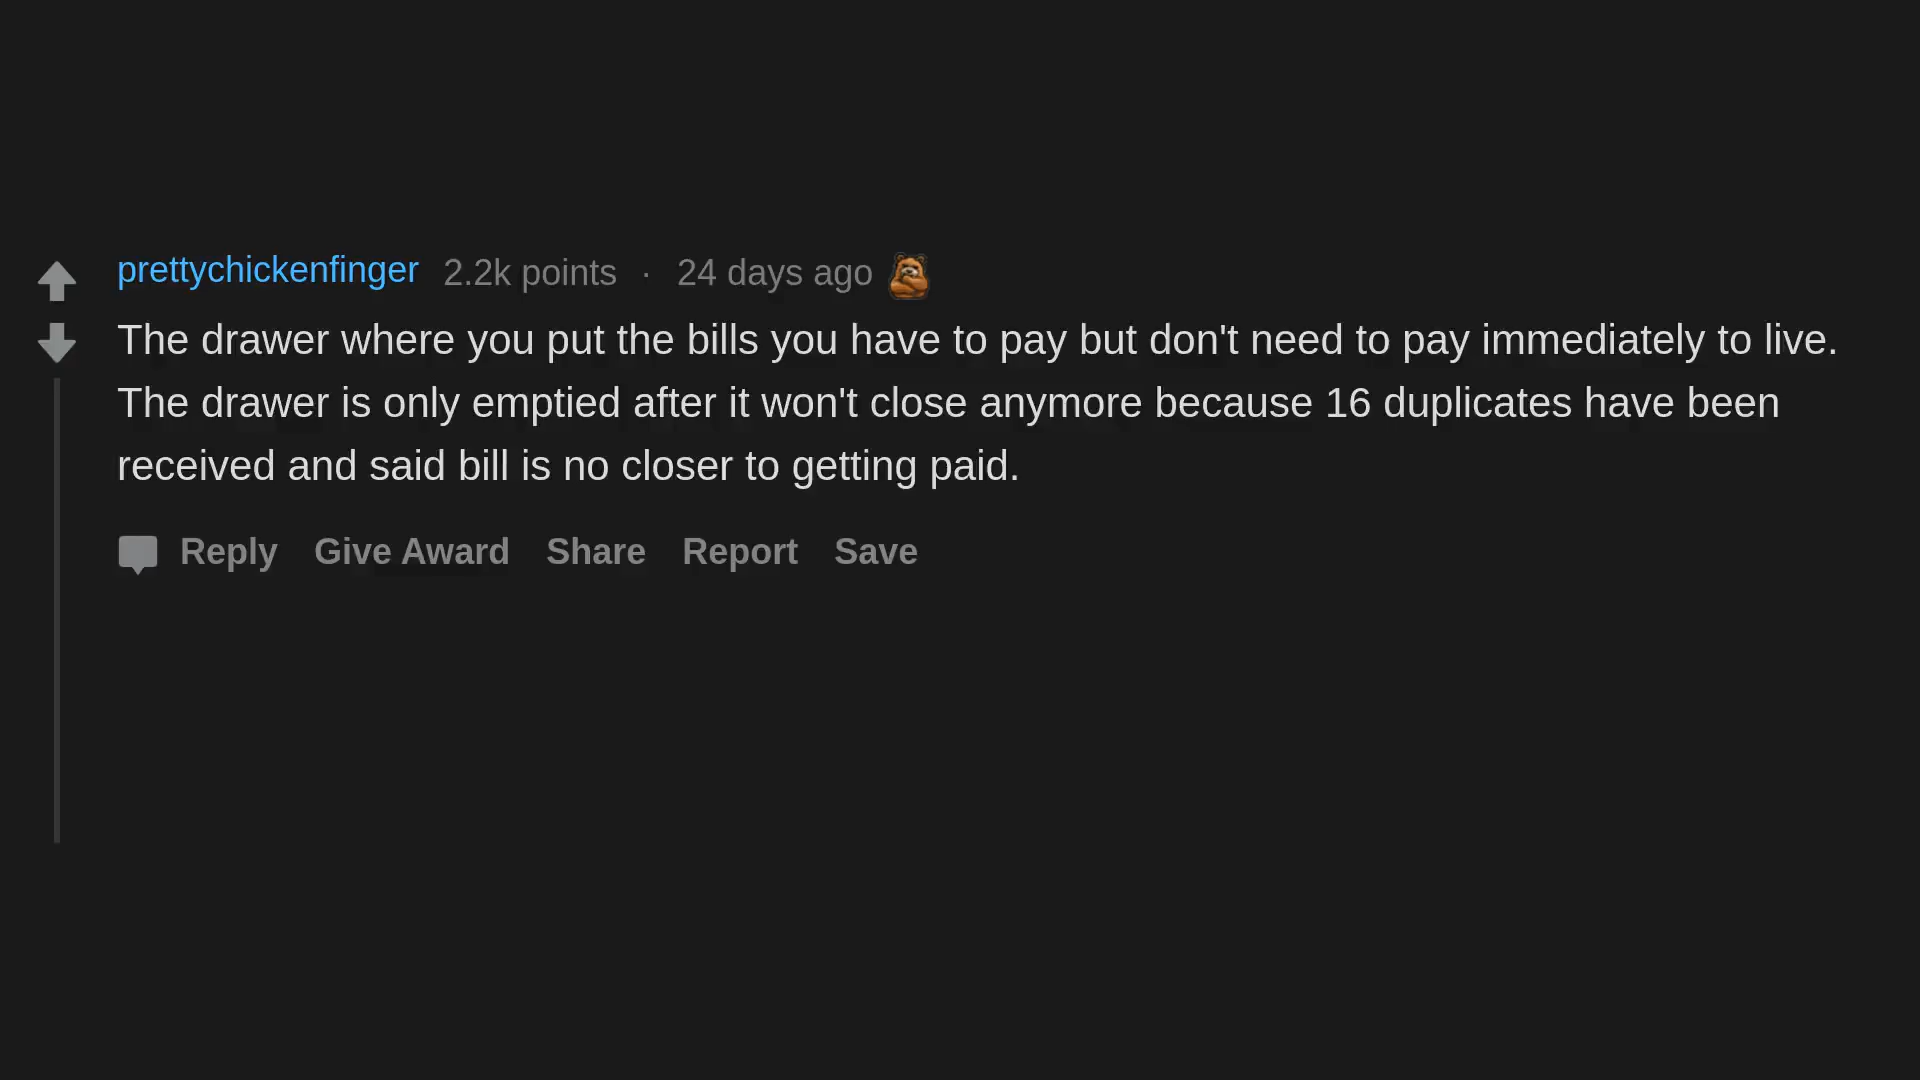 prettychickenfinger 2.2k points · 24 days ago
The drawer where you put the bills you have to pay but don't need to pay immediately to live.
The drawer is only emptied after it won't close anymore because 16 duplicates have been
received and said bill is no closer to getting paid.
Reply Give Award Share Report Save